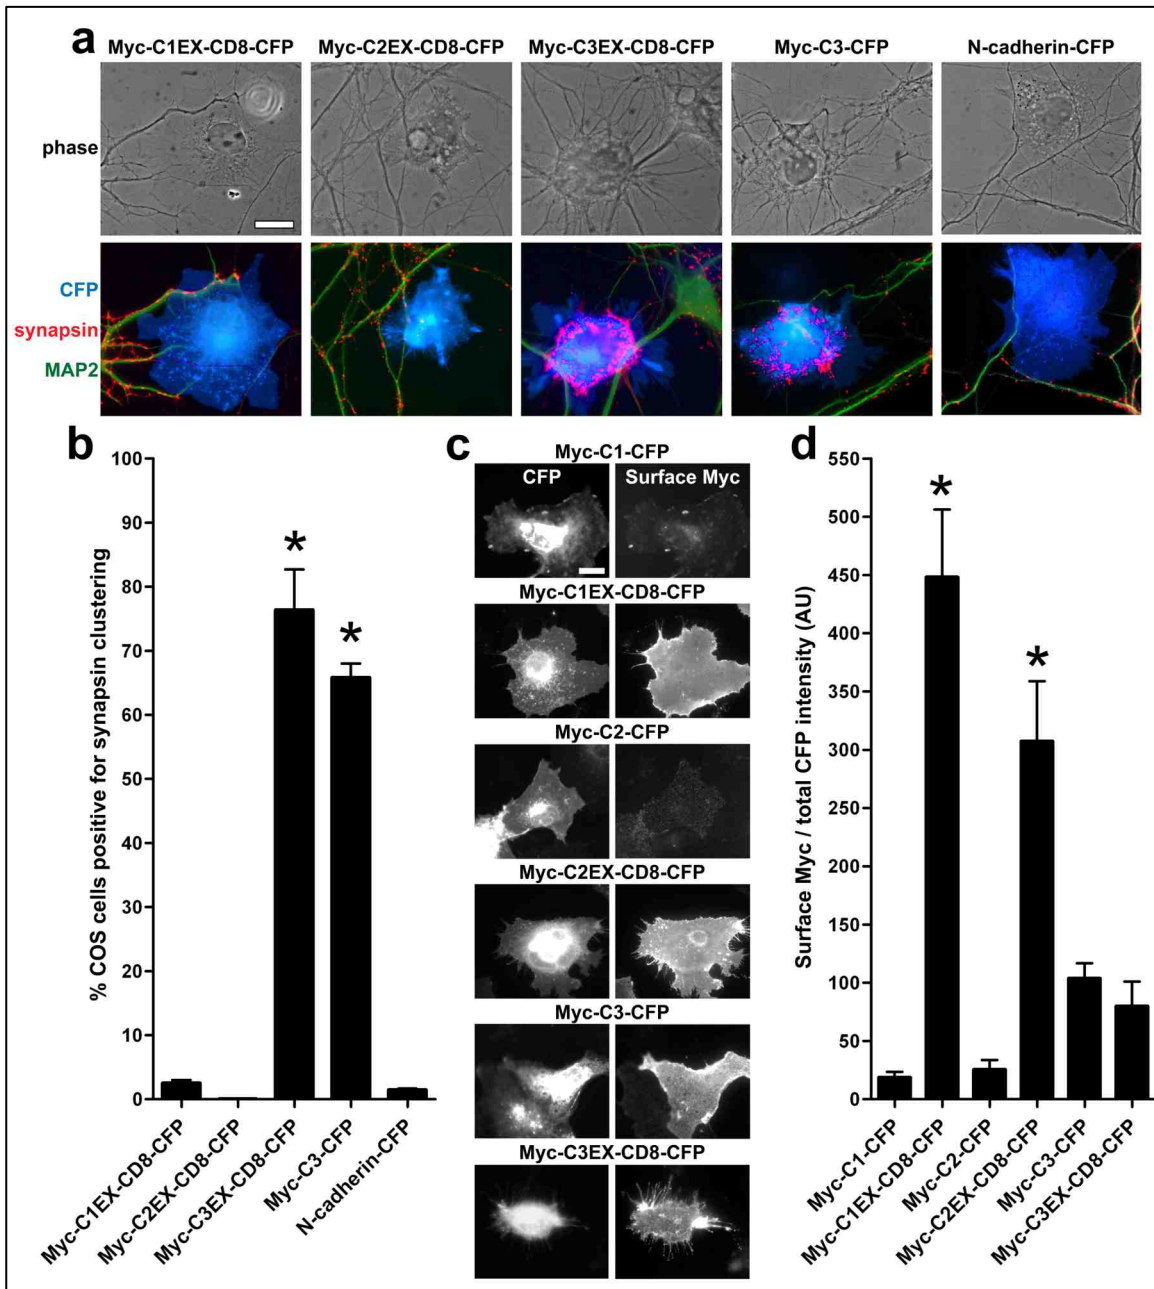 a
Myc-C1EX-CD8-CFP Myc-C2EX-CD8-CFP Myc-C3EX-CD8-CFP Myc-C3-CFP N-cadherin-CFP
phase
CFP
synapsin
MAP2
b
% COS cells positive for synapsin clustering
100
90
80
70
60
50
40
30
20
10
0
* *
Myc-C1EX-CD8-CFP
Myc-C2EX-CD8-CFP
Myc-C3EX-CD8-CFP
Myc-C3-CFP
N-cadherin-CFP
c
Myc-C1-CFP
CFP Surface Myc
Myc-C1EX-CD8-CFP
Myc-C2-CFP
Myc-C2EX-CD8-CFP
Myc-C3-CFP
Myc-C3EX-CD8-CFP
d
Surface Myc / total CFP intensity (AU)
550
500
450
400
350
300
250
200
150
100
50
0
* *
Myc-C1-CFP
Myc-C1EX-CD8-CFP
Myc-C2-CFP
Myc-C2EX-CD8-CFP
Myc-C3-CFP
Myc-C3EX-CD8-CFP